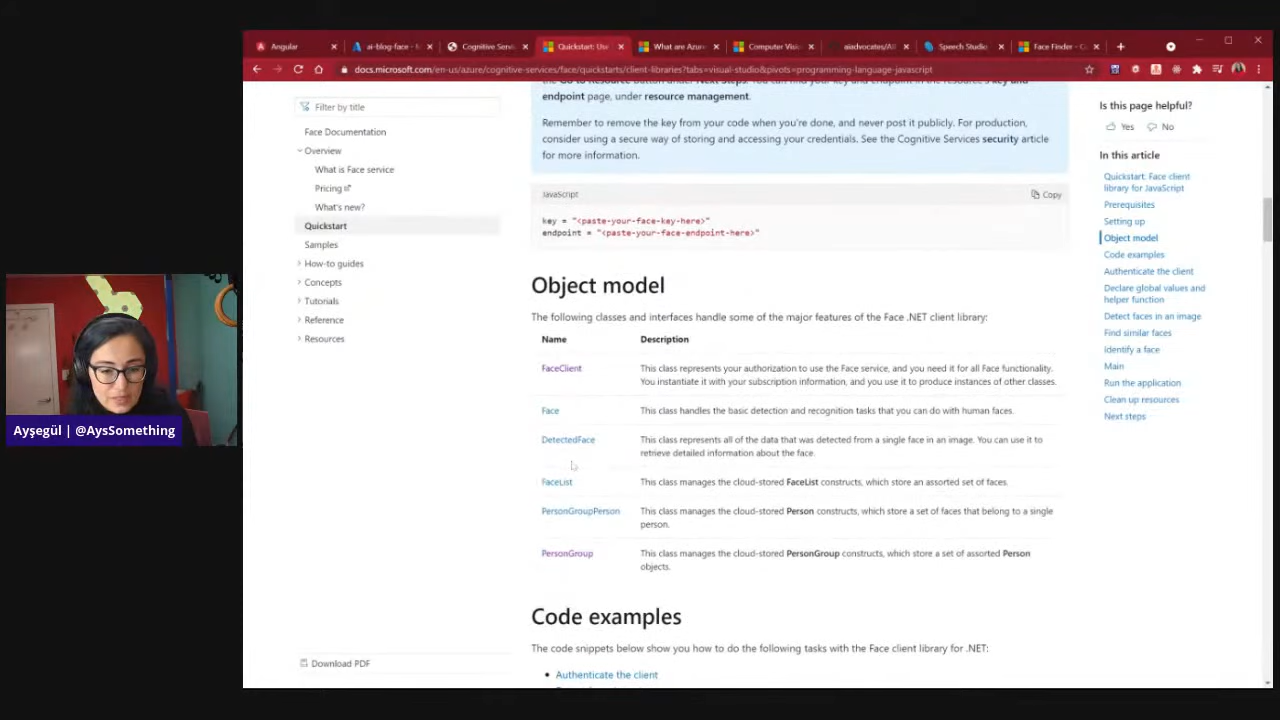 Angular
ai-blog-face - 
Cognitive Servi
Quickstart: Use
What are Azure
Computer Visio
aiadvocates/AI
Speech Studio
Face Finder - C
docs.microsoft.com/en-us/azure/cognitive-services/face/quickstarts/client-libraries?tabs=visual-studio&pivots=programming-language-javascript
Filter by title
Face Documentation
Overview
What is Face service
Pricing
What's new?
Quickstart
Samples
How-to guides
Concepts
Tutorials
Reference
Resources
Download PDF
endpoint page, under resource management.
Remember to remove the key from your code when you're done, and never post it publicly. For production,
consider using a secure way of storing and accessing your credentials. See the Cognitive Services security article
for more information.
JavaScript
Copy
key = "<paste-your-face-key-here>"
endpoint = "<paste-your-face-endpoint-here>"
Object model
The following classes and interfaces handle some of the major features of the Face .NET client library:
Name Description
FaceClient This class represents your authorization to use the Face service, and you need it for all Face functionality.
You instantiate it with your subscription information, and you use it to produce instances of other classes.
Face This class handles the basic detection and recognition tasks that you can do with human faces.
DetectedFace This class represents all of the data that was detected from a single face in an image. You can use it to
retrieve detailed information about the face.
FaceList This class manages the cloud-stored FaceList constructs, which store an assorted set of faces.
PersonGroupPerson This class manages the cloud-stored Person constructs, which store a set of faces that belong to a single
person.
PersonGroup This class manages the cloud-stored PersonGroup constructs, which store a set of assorted Person
objects.
Code examples
The code snippets below show you how to do the following tasks with the Face client library for .NET:
Authenticate the client
Is this page helpful?
Yes No
In this article
Quickstart: Face client
library for JavaScript
Prerequisites
Setting up
Object model
Code examples
Authenticate the client
Declare global values and
helper function
Detect faces in an image
Find similar faces
Identify a face
Main
Run the application
Clean up resources
Next steps
Ayşegül | @AysSomething